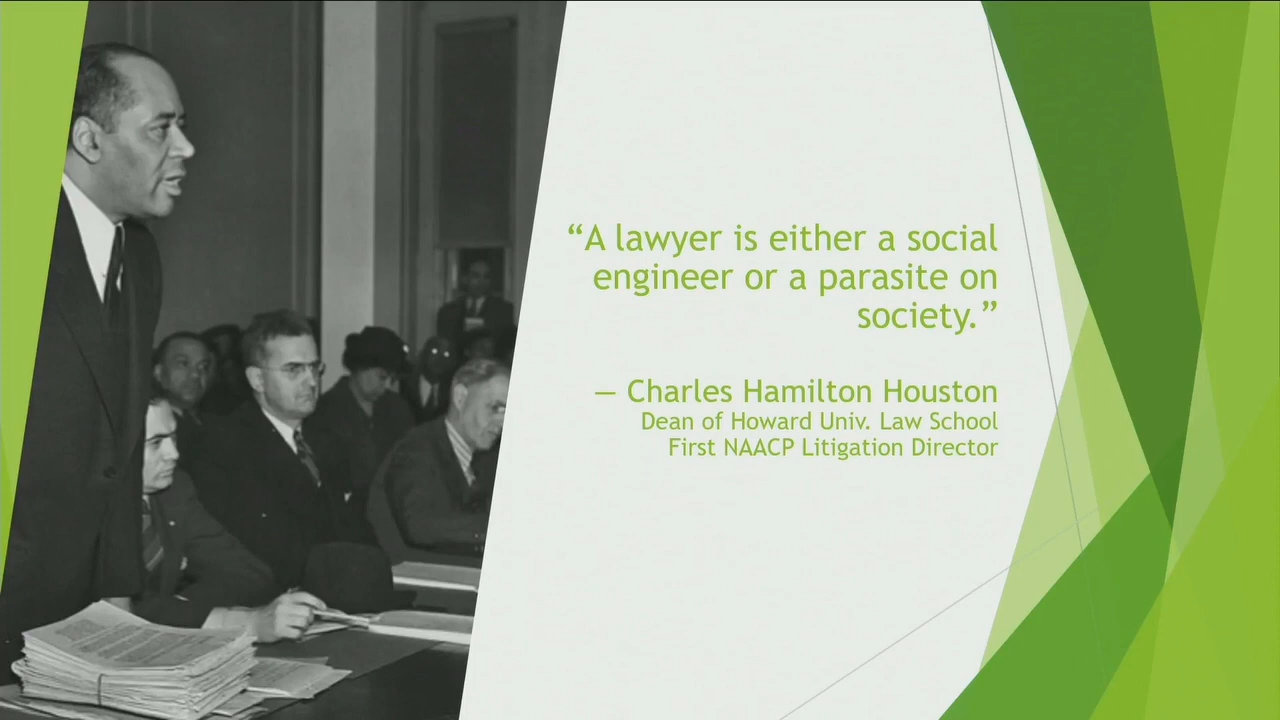 “A lawyer is either a social
engineer or a parasite on
society.”
— Charles Hamilton Houston
Dean of Howard Univ. Law School
First NAACP Litigation Director